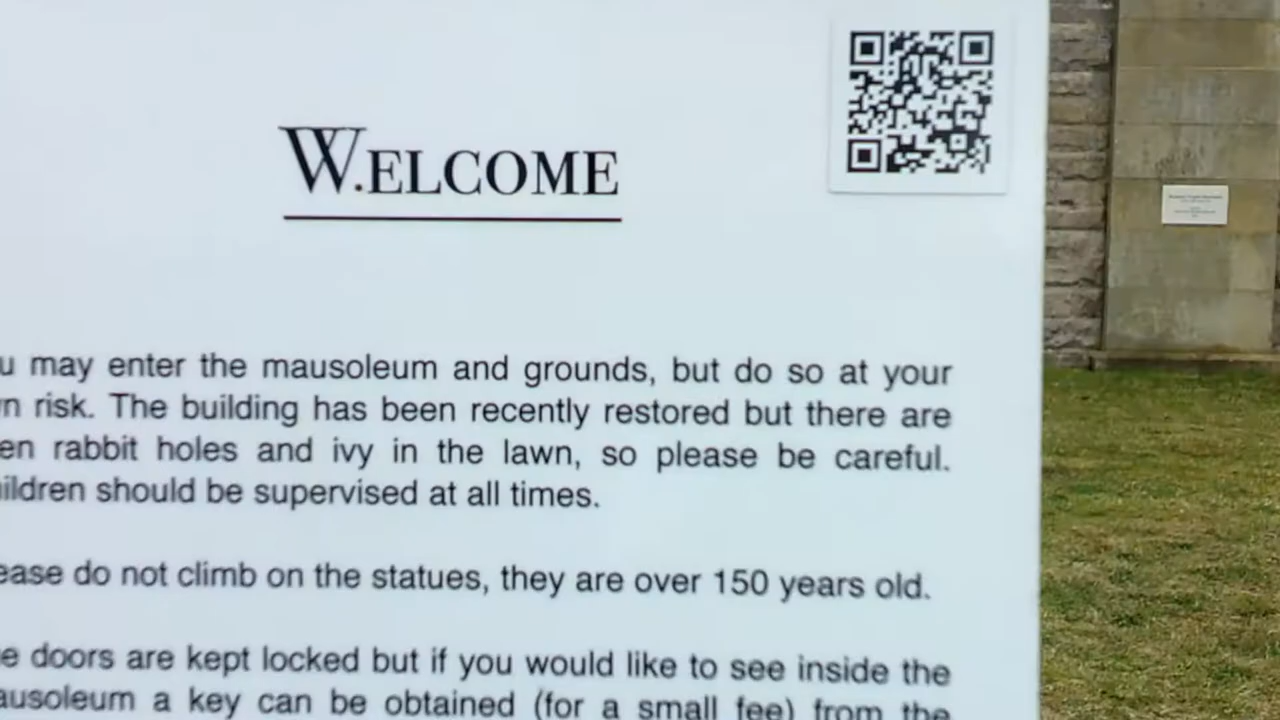 W.ELCOME
u may enter the mausoleum and grounds, but do so at your
n risk. The building has been recently restored but there are
en rabbit holes and ivy in the lawn, so please be careful.
ildren should be supervised at all times.
ease do not climb on the statues, they are over 150 years old.
e doors are kept locked but if you would like to see inside the
ausoleum a key can be obtained (for a small fee) from the